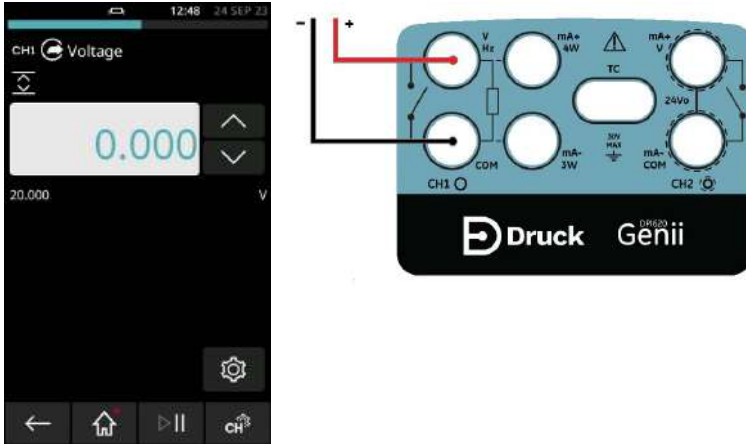 12:48 24 SEP 23
CH1 Voltage
0.000
20.000 V
CH
- +
V
Hz
mA+
4W
TC
mA+
V
24Vo
30V
MAX
COM
mA-
3W
mA-
COM
CH1
CH2
Druck
DPI620
Genii